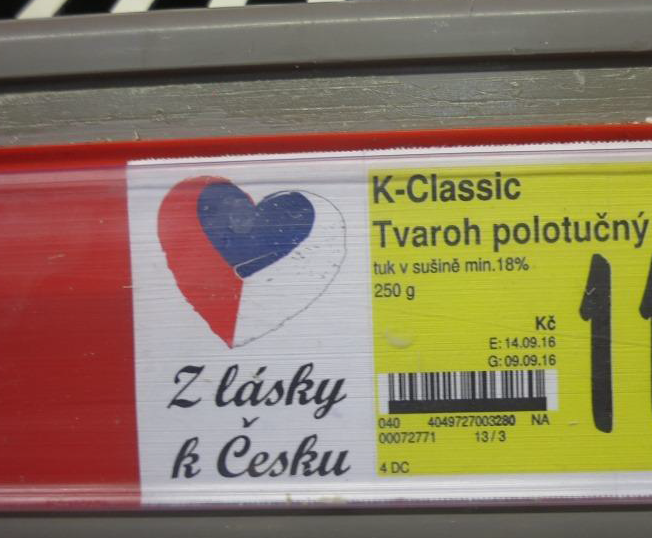 Z lásky
k Česku
K-Classic
Tvaroh polotučný
tuk v sušině min.18%
250 g
Kč
E: 14.09.16
G: 09.09.16
040 4049727003280 NA
00072771 13/3
4 DC